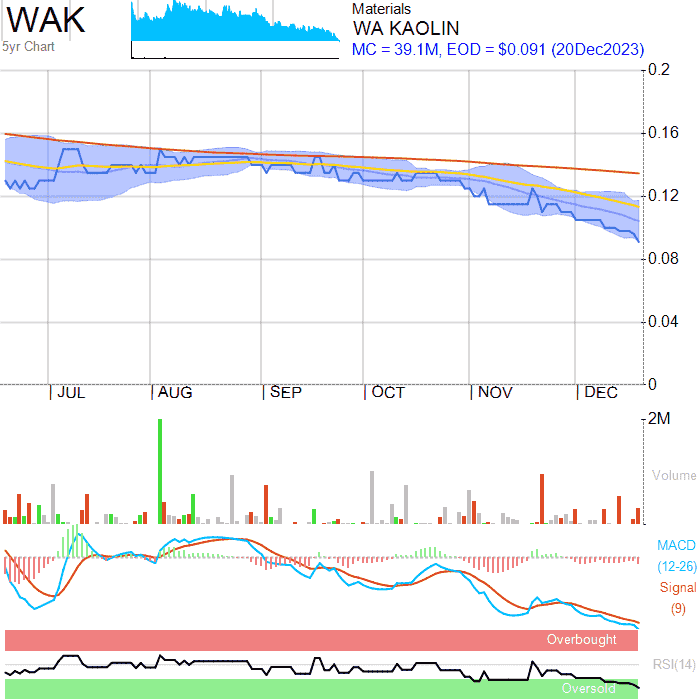 WAK
5yr Chart
Materials
WA KAOLIN
MC = 39.1M, EOD = $0.091 (20Dec2023)
0.2
0.16
0.12
0.08
0.04
0
JUL AUG SEP OCT NOV DEC
2M
Volume
MACD
(12-26)
Signal
(9)
Overbought
RSI(14)
Oversold